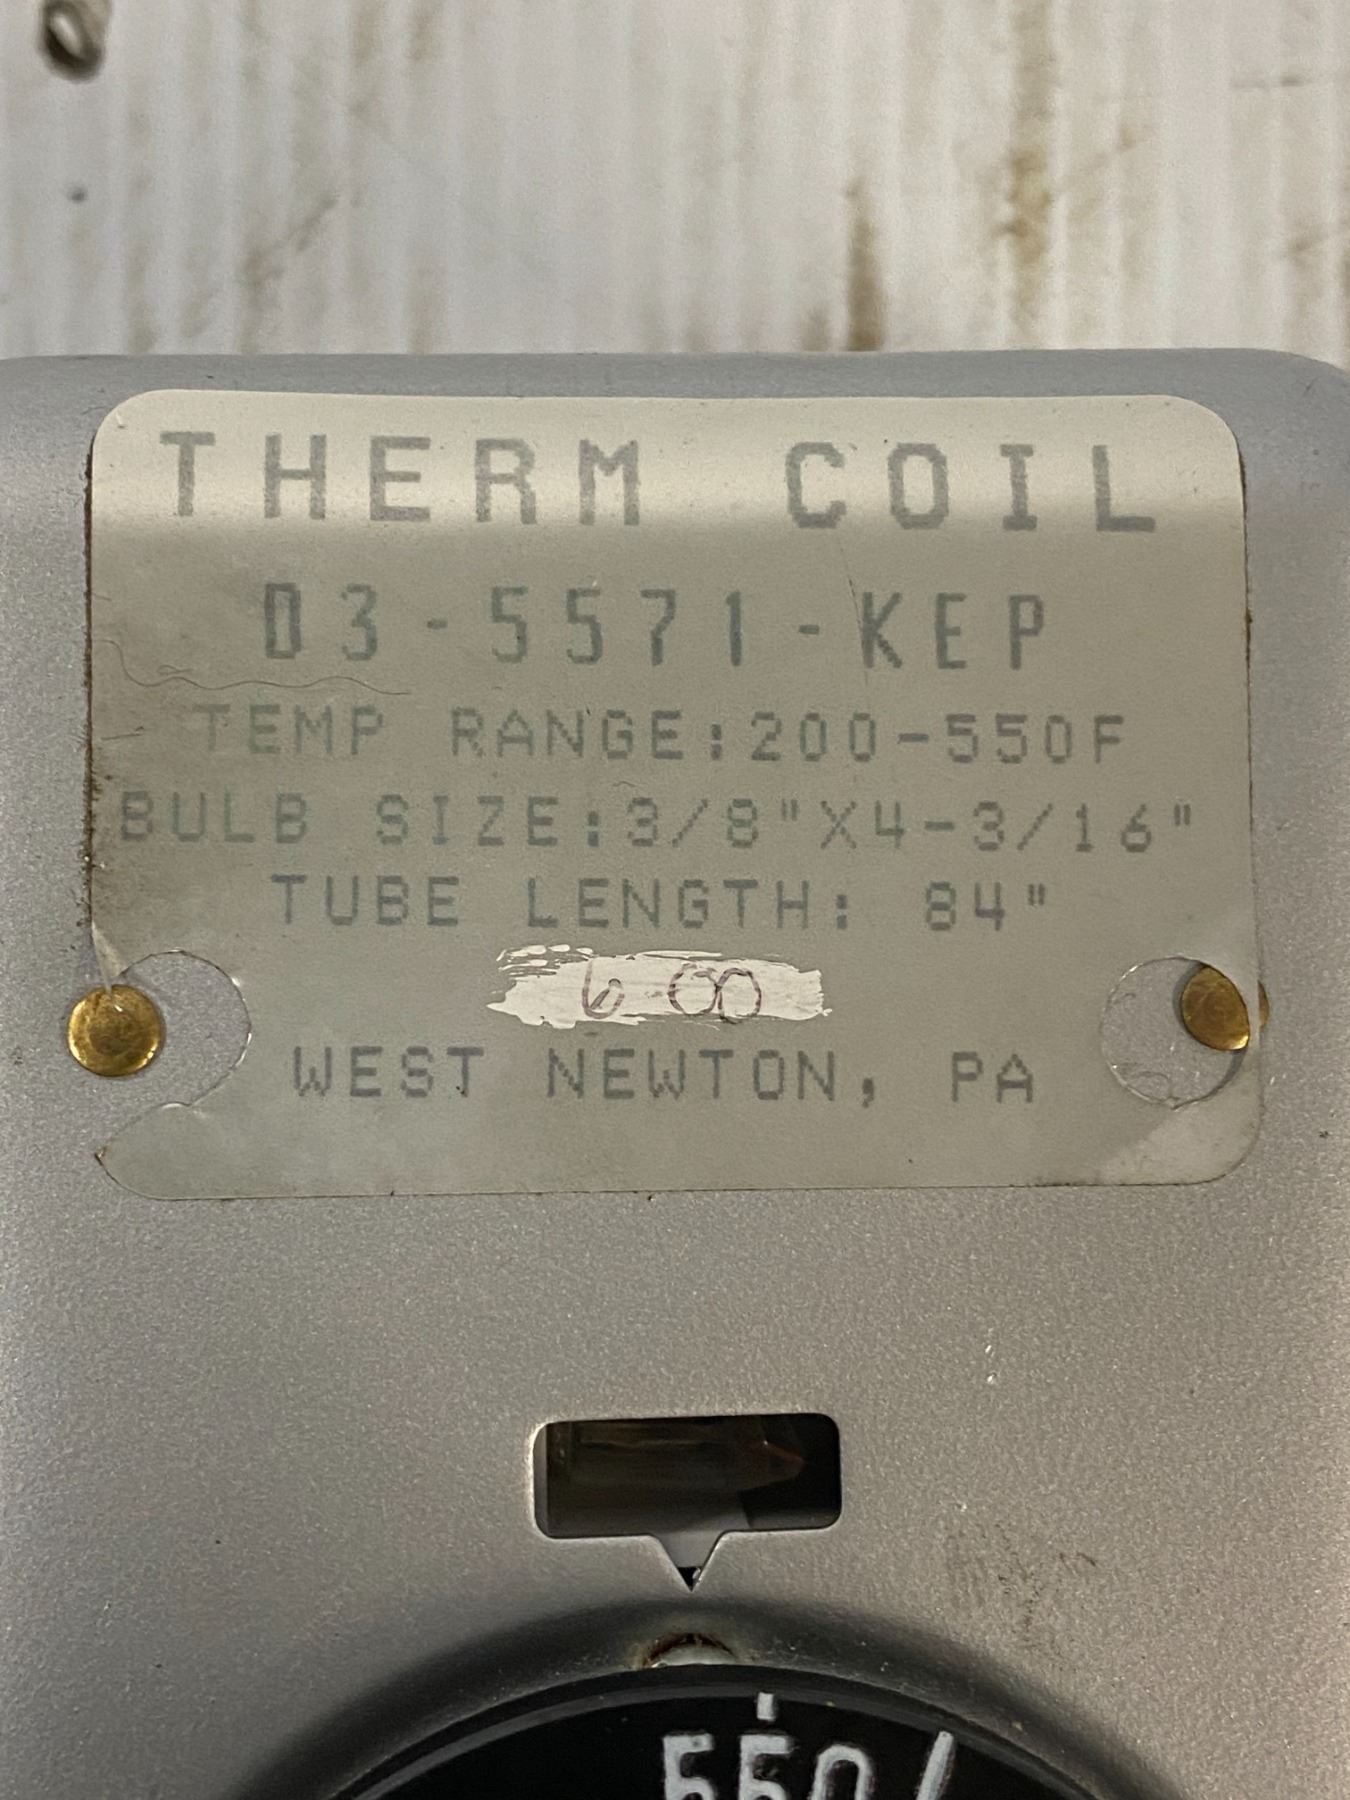 THERM COIL
D3-5571-KEP
TEMP RANGE:200-550F
BULB SIZE:3/8"X4-3/16"
TUBE LENGTH: 84"
6-00
WEST NEWTON, PA
550